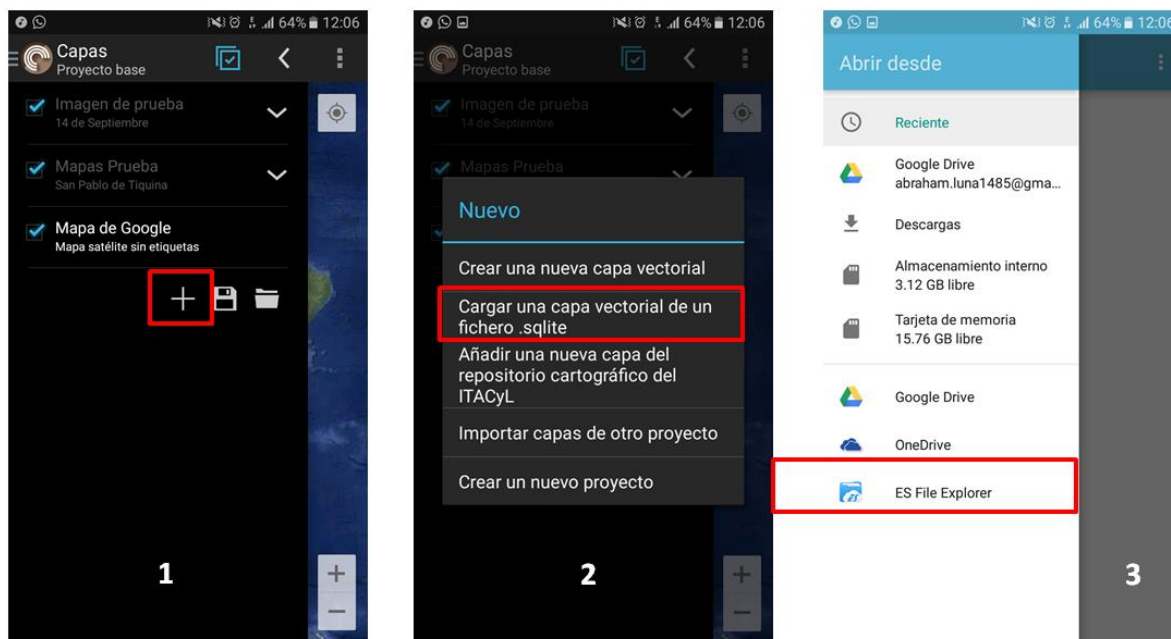 64% 12:06
Capas
Proyecto base
Imagen de prueba
14 de Septiembre
Mapas Prueba
San Pablo de Tiquina
Mapa de Google
Mapa satélite sin etiquetas
1
64% 12:06
Capas
Proyecto base
Imagen de prueba
14 de Septiembre
Mapas Prueba
Nuevo
Crear una nueva capa vectorial
Cargar una capa vectorial de un
fichero .sqlite
Añadir una nueva capa del
repositorio cartográfico del
ITACyL
Importar capas de otro proyecto
Crear un nuevo proyecto
2
64% 12:06
Abrir desde
Reciente
Google Drive
abraham.luna1485@gma...
Descargas
Almacenamiento interno
3.12 GB libre
Tarjeta de memoria
15.76 GB libre
Google Drive
OneDrive
ES
ES File Explorer
3